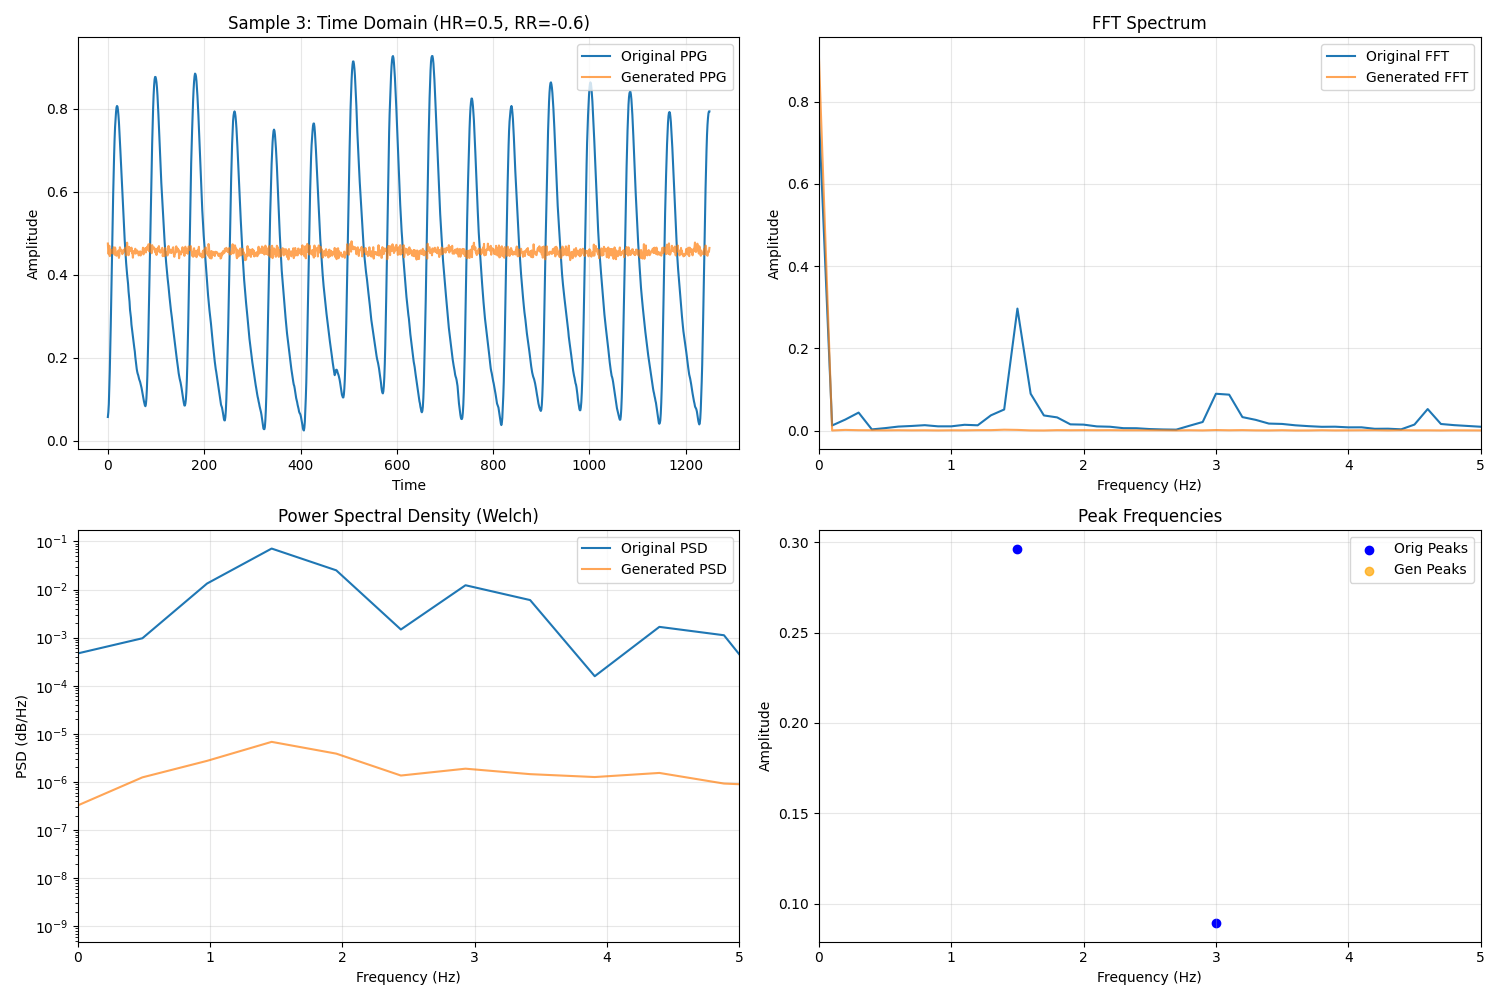 Sample 3: Time Domain (HR=0.5, RR=-0.6)
Original PPG
Generated PPG
Amplitude
0.8
0.6
0.4
0.2
0.0
0
200
400
600
800
1000
1200
Time
FFT Spectrum
Original FFT
Generated FFT
Amplitude
0.8
0.6
0.4
0.2
0.0
0
1
2
3
4
5
Frequency (Hz)
Power Spectral Density (Welch)
Original PSD
Generated PSD
PSD (dB/Hz)
10⁻¹
10⁻²
10⁻³
10⁻⁴
10⁻⁵
10⁻⁶
10⁻⁷
10⁻⁸
10⁻⁹
0
1
2
3
4
5
Frequency (Hz)
Peak Frequencies
Orig Peaks
Gen Peaks
Amplitude
0.30
0.25
0.20
0.15
0.10
0
1
2
3
4
5
Frequency (Hz)